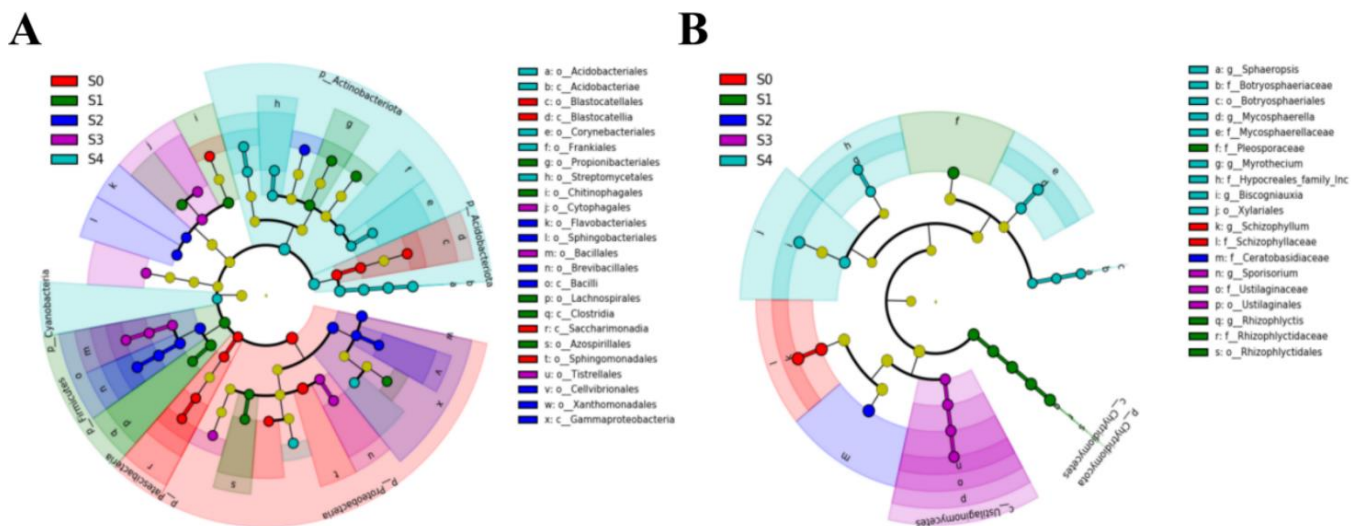 A
S0
S1
S2
S3
S4
p__Actinobacteriota
p__Acidobacteriota
p__Cyanobacteria
p__Firmicutes
p__Patescibacteria
p__Proteobacteria
a
b
c
d
e
f
g
h
i
j
k
l
m
o
n
p
q
r
s
t
u
x
v
w
a: o__Acidobacteriales
b: c__Acidobacteriae
c: o__Blastocatellales
d: c__Blastocatellia
e: o__Corynebacteriales
f: o__Frankiales
g: o__Propionibacteriales
h: o__Streptomycetales
i: o__Chitinophagales
j: o__Cytophagales
k: o__Flavobacteriales
l: o__Sphingobacteriales
m: o__Bacillales
n: o__Brevibacillales
o: c__Bacilli
p: o__Lachnospirales
q: c__Clostridia
r: c__Saccharimonadia
s: o__Azospirillales
t: o__Sphingomonadales
u: o__Tistrellales
v: o__Cellvibrionales
w: o__Xanthomonadales
x: c__Gammaproteobacteria
B
S0
S1
S2
S3
S4
a
b
c
d
e
f
g
h
i
j
k
l
m
n
o
p
c__Ustilaginomycetes
c__Chytridiomycetes
p__Chytridiomycota
a: g__Sphaeropsis
b: f__Botryosphaeriaceae
c: o__Botryosphaeriales
d: g__Mycosphaerella
e: f__Mycosphaerellaceae
f: f__Pleosporaceae
g: g__Myrothecium
h: f__Hypocreales_family_Inc
i: g__Biscogniauxia
j: o__Xylariales
k: g__Schizophyllum
l: f__Schizophyllaceae
m: f__Ceratobasidiaceae
n: g__Sporisorium
o: f__Ustilaginaceae
p: o__Ustilaginales
q: g__Rhizophlyctis
r: f__Rhizophlyctidaceae
s: o__Rhizophlyctidales